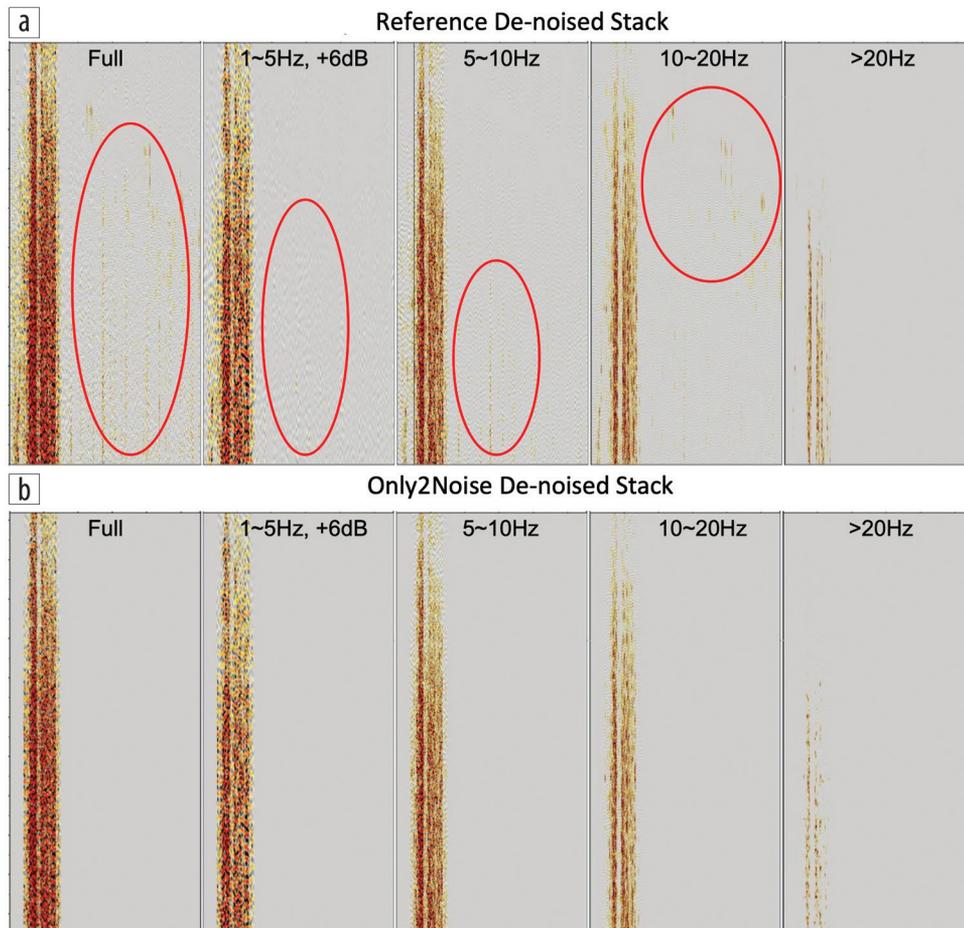 a
Reference De-noised Stack
Full 1~5Hz, +6dB 5~10Hz 10~20Hz >20Hz
b
Only2Noise De-noised Stack
Full 1~5Hz, +6dB 5~10Hz 10~20Hz >20Hz